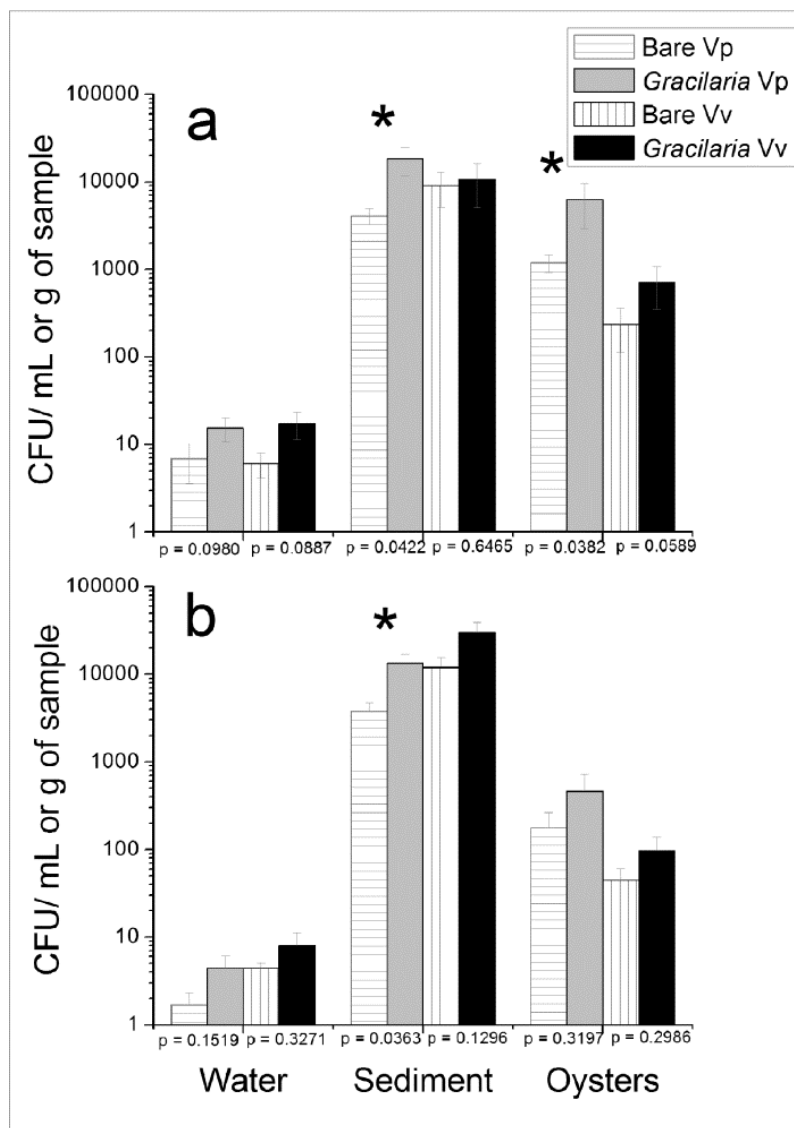 Bare Vp
Gracilaria Vp
Bare Vv
Gracilaria Vv
a
*
*
100000
10000
1000
100
10
1
CFU/ mL or g of sample
p = 0.0980 p = 0.0887 p = 0.0422 p = 0.6465 p = 0.0382 p = 0.0589
b
*
100000
10000
1000
100
10
1
CFU/ mL or g of sample
p = 0.1519 p = 0.3271 p = 0.0363 p = 0.1296 p = 0.3197 p = 0.2986
Water Sediment Oysters